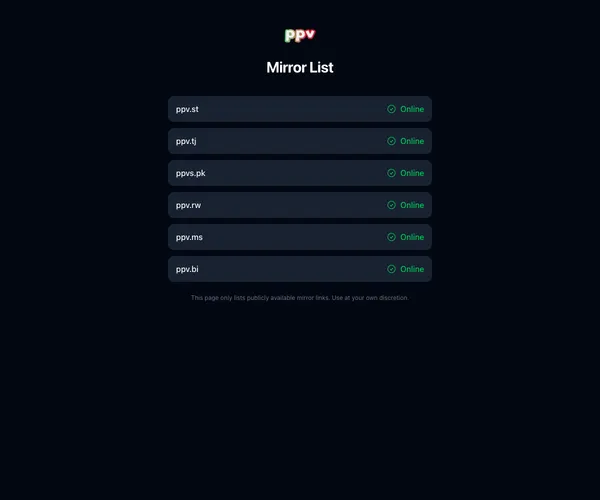 ppv
Mirror List
ppv.st Online
ppv.tj Online
ppvs.pk Online
ppv.rw Online
ppv.ms Online
ppv.bi Online
This page only lists publicly available mirror links. Use at your own discretion.